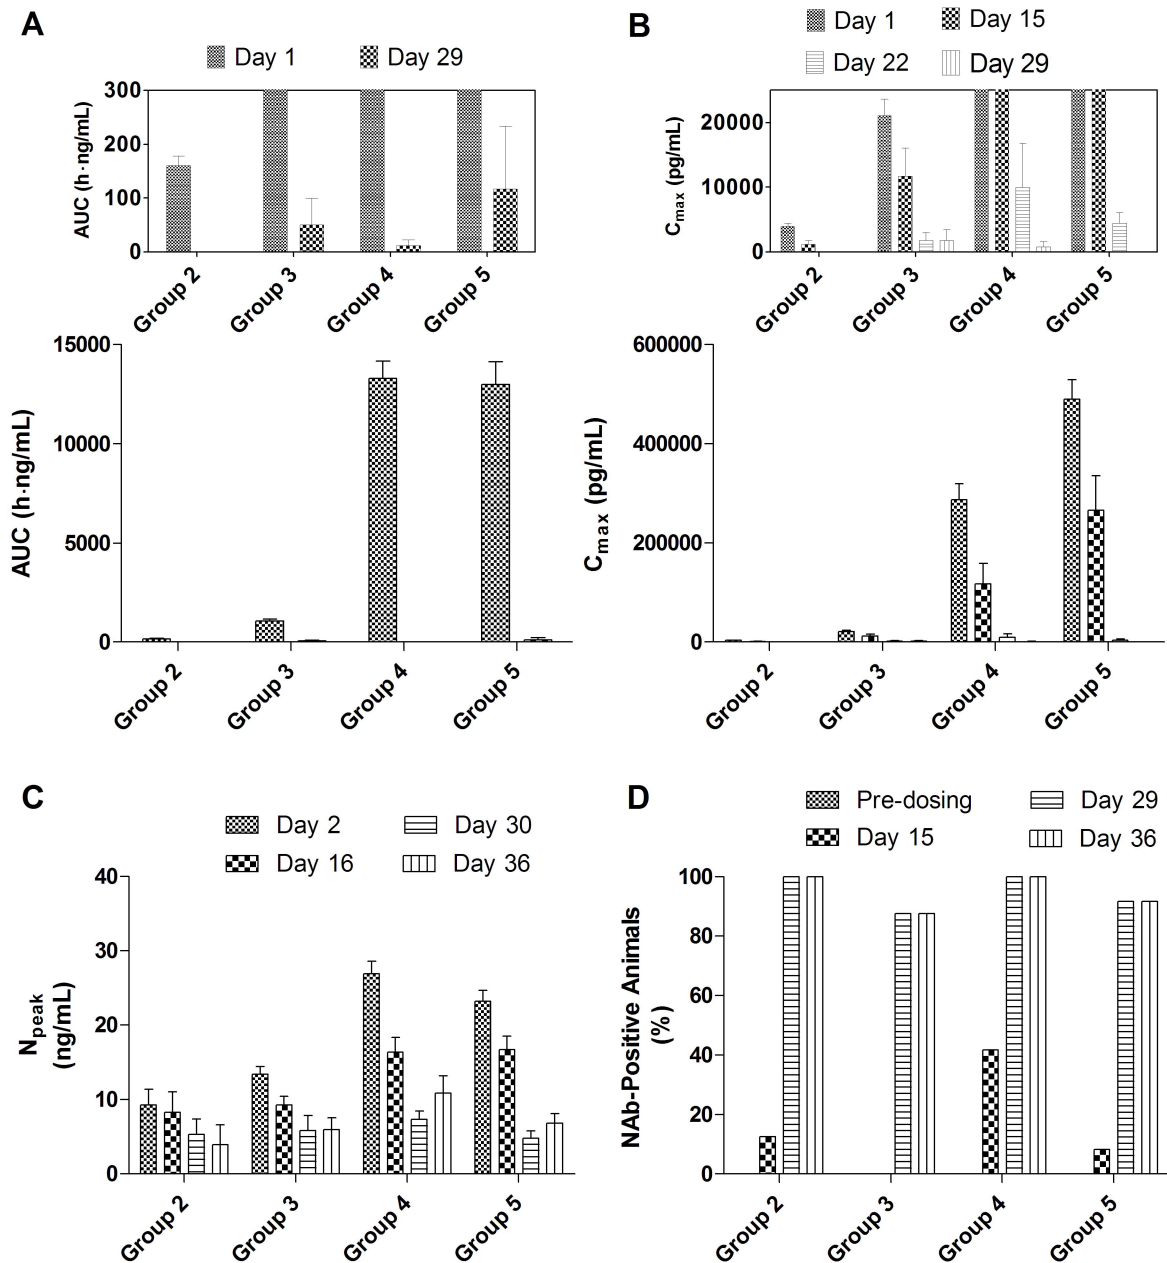 A
Day 1 Day 29
AUC (h·ng/mL)
300
200
100
0
Group 2 Group 3 Group 4 Group 5
AUC (h·ng/mL)
15000
10000
5000
0
Group 2 Group 3 Group 4 Group 5
B
Day 1 Day 15
Day 22 Day 29
Cmax (pg/mL)
20000
10000
0
Group 2 Group 3 Group 4 Group 5
Cmax (pg/mL)
600000
400000
200000
0
Group 2 Group 3 Group 4 Group 5
C
Day 2 Day 30
Day 16 Day 36
Npeak
(ng/mL)
40
30
20
10
0
Group 2 Group 3 Group 4 Group 5
D
Pre-dosing Day 29
Day 15 Day 36
NAb-Positive Animals
(%)
100
80
60
40
20
0
Group 2 Group 3 Group 4 Group 5